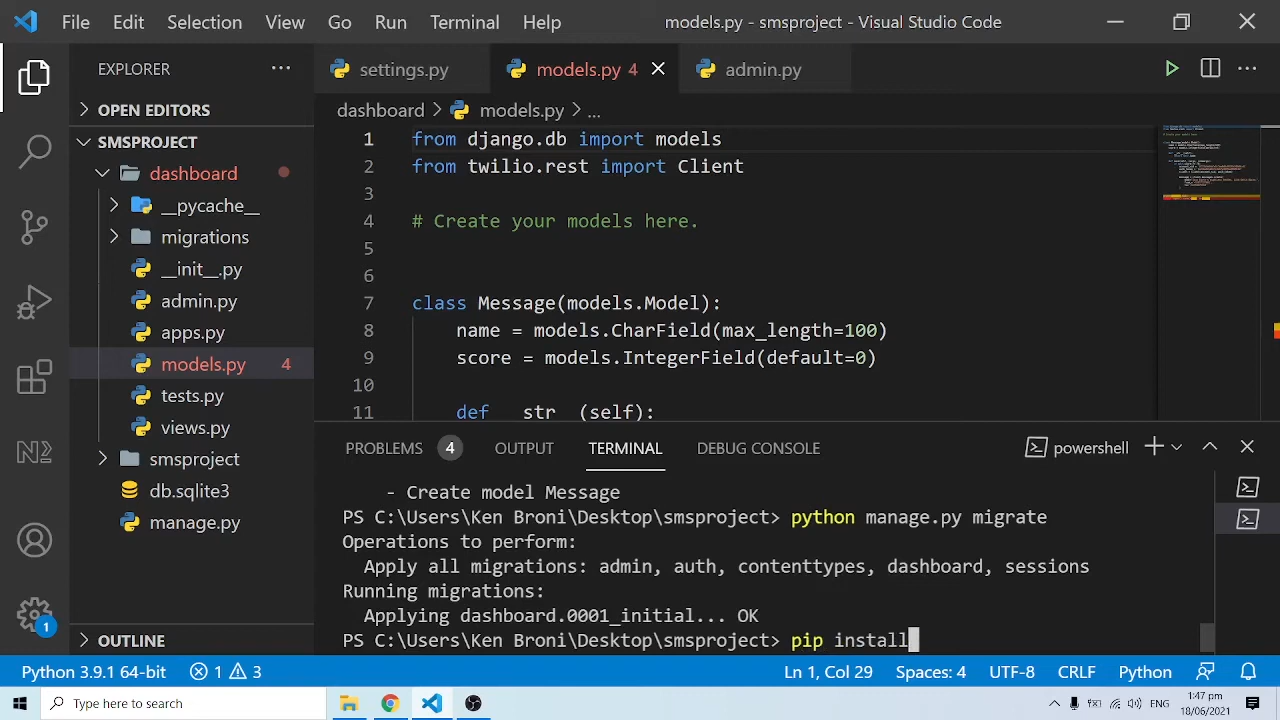 File Edit Selection View Go Run Terminal Help models.py - smsproject - Visual Studio Code
EXPLORER
settings.py models.py 4 admin.py
OPEN EDITORS
dashboard > models.py > ...
SMSPROJECT
dashboard
__pycache__
migrations
__init__.py
admin.py
apps.py
models.py 4
tests.py
views.py
smsproject
db.sqlite3
manage.py
OUTLINE
1 from django.db import models
2 from twilio.rest import Client
3
4 # Create your models here.
5
6
7 class Message(models.Model):
8 name = models.CharField(max_length=100)
9 score = models.IntegerField(default=0)
10
11 def __str__(self):
PROBLEMS 4 OUTPUT TERMINAL DEBUG CONSOLE powershell
- Create model Message
PS C:\Users\Ken Broni\Desktop\smsproject> python manage.py migrate
Operations to perform:
Apply all migrations: admin, auth, contenttypes, dashboard, sessions
Running migrations:
Applying dashboard.0001_initial... OK
PS C:\Users\Ken Broni\Desktop\smsproject> pip install
1
Python 3.9.1 64-bit 1 3 Ln 1, Col 29 Spaces: 4 UTF-8 CRLF Python
Type here to search
ENG
1:47 pm
18/06/2021